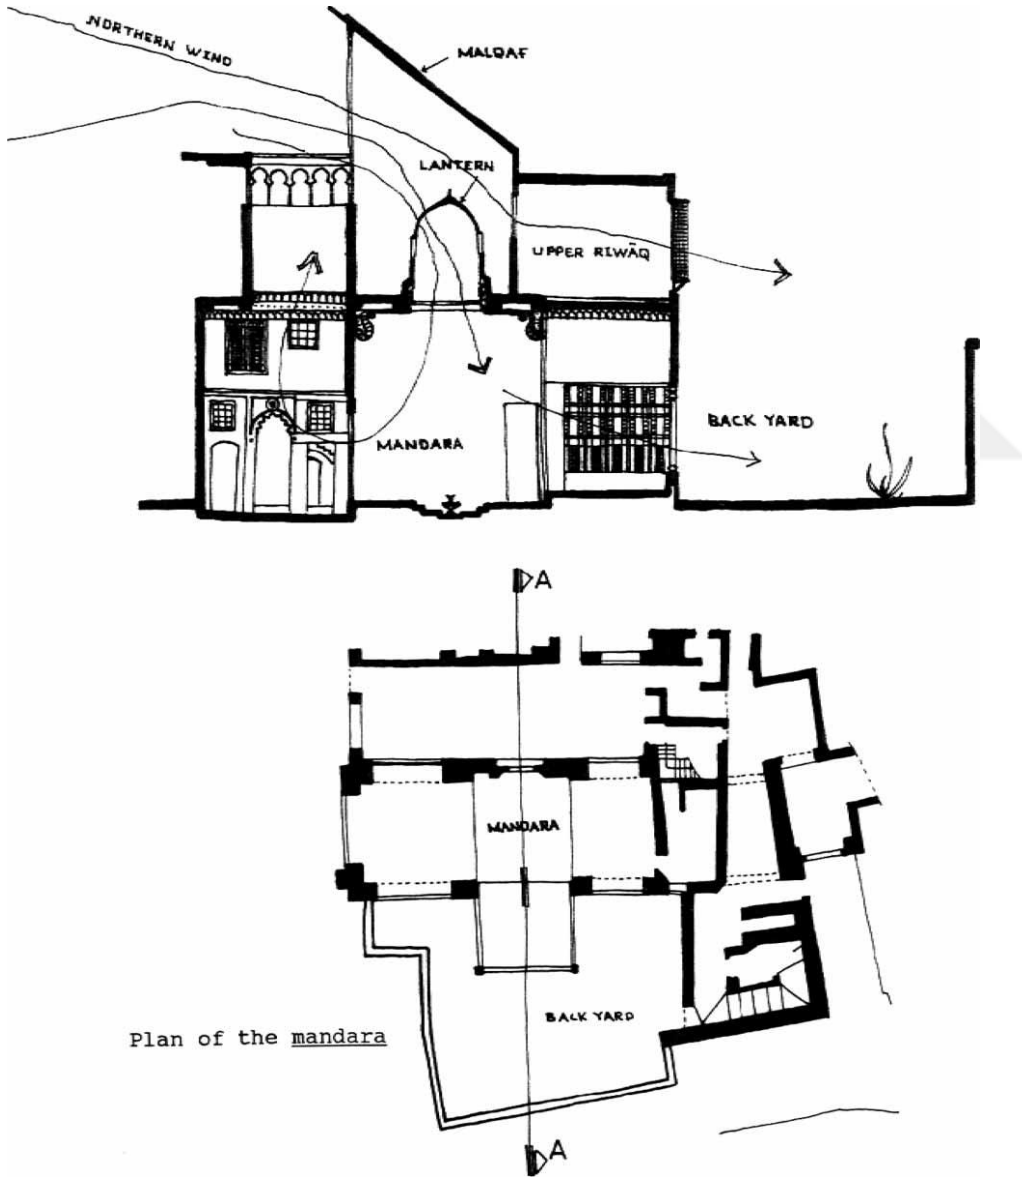 NORTHERN WIND
MALQAF
LANTERN
UPPER RIWĀQ
MANDARA
BACK YARD
A
MANDARA
BACK YARD
Plan of the mandara
A